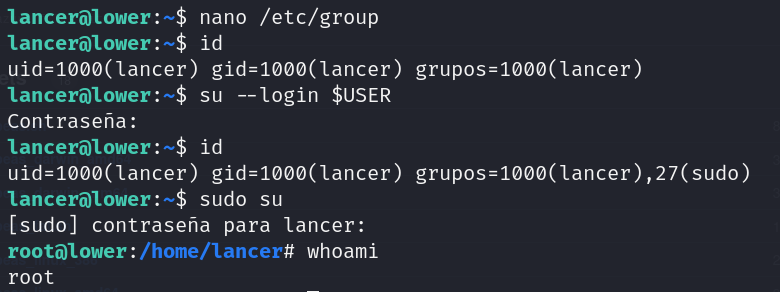 lancer@lower:~$ nano /etc/group
lancer@lower:~$ id
uid=1000(lancer) gid=1000(lancer) grupos=1000(lancer)
lancer@lower:~$ su --login $USER
Contraseña:
lancer@lower:~$ id
uid=1000(lancer) gid=1000(lancer) grupos=1000(lancer),27(sudo)
lancer@lower:~$ sudo su
[sudo] contraseña para lancer:
root@lower:/home/lancer# whoami
root